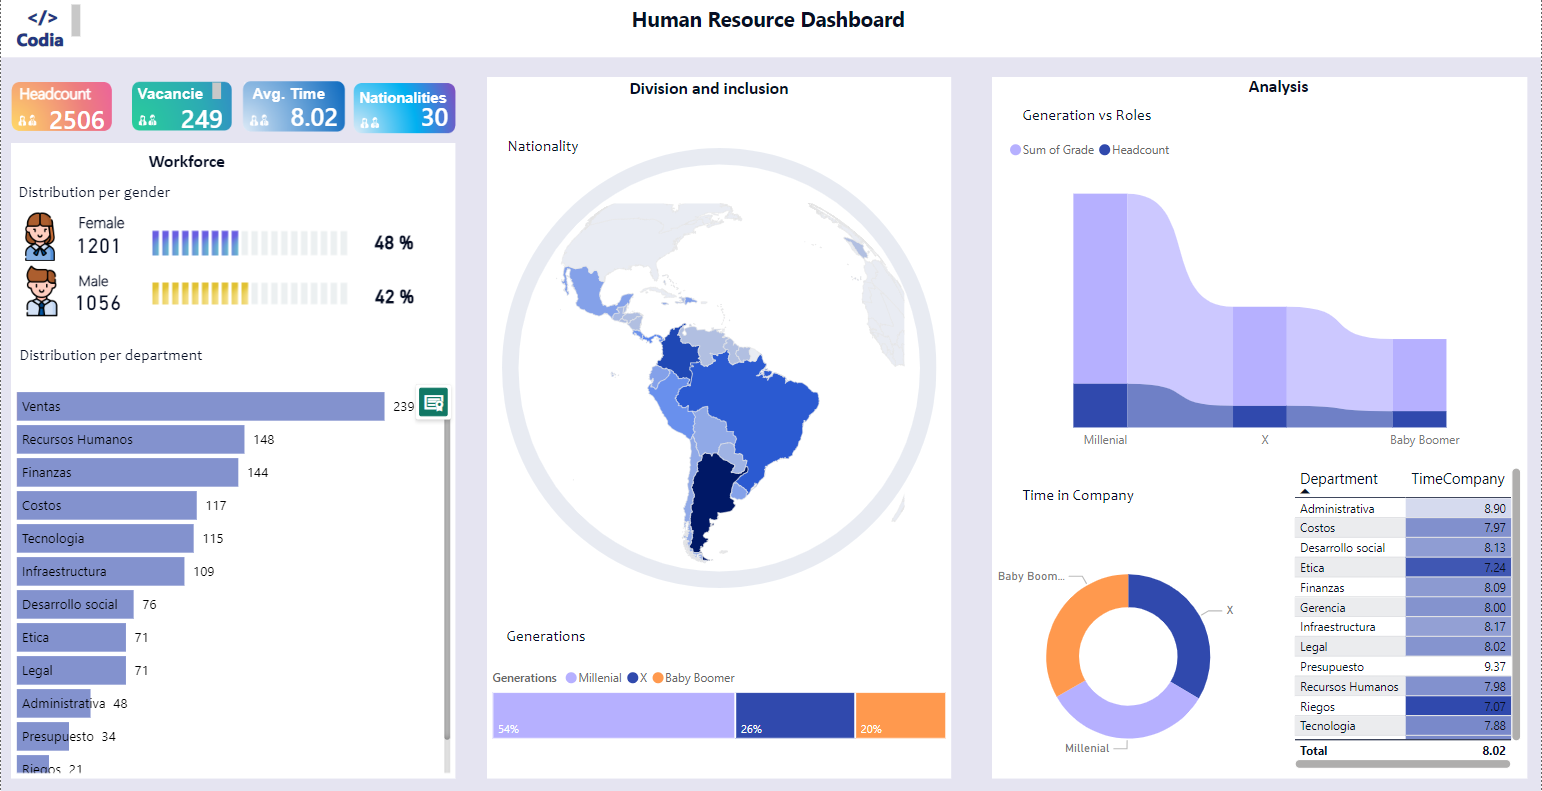 </>
Codia
Human Resource Dashboard
Headcount
2506
Vacancie
249
Avg. Time
8.02
Nationalities
30
Workforce
Distribution per gender
Female
1201
48 %
Male
1056
42 %
Distribution per department
Ventas 239
Recursos Humanos 148
Finanzas 144
Costos 117
Tecnologia 115
Infraestructura 109
Desarrollo social 76
Etica 71
Legal 71
Administrativa 48
Presupuesto 34
Riegos 21
Division and inclusion
Nationality
Generations
Generations Millenial X Baby Boomer
54% 26% 20%
Analysis
Generation vs Roles
Sum of Grade Headcount
Millenial X Baby Boomer
Time in Company
Baby Boom...
X
Millenial
Department TimeCompany
Administrativa 8.90
Costos 7.97
Desarrollo social 8.13
Etica 7.24
Finanzas 8.09
Gerencia 8.00
Infraestructura 8.17
Legal 8.02
Presupuesto 9.37
Recursos Humanos 7.98
Riegos 7.07
Tecnologia 7.88
Total 8.02